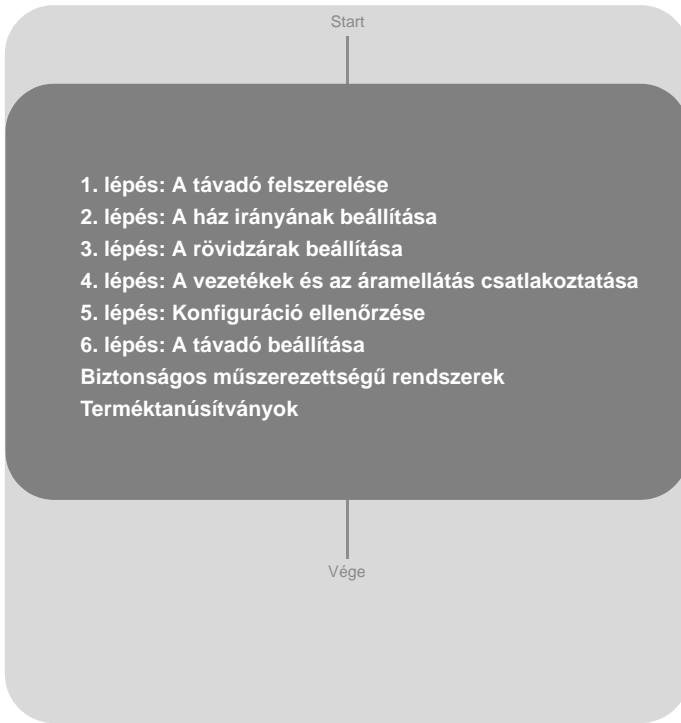 Start
1. lépés: A távadó felszerelése
2. lépés: A ház irányának beállítása
3. lépés: A rövidzárak beállítása
4. lépés: A vezetékek és az áramellátás csatlakoztatása
5. lépés: Konfiguráció ellenőrzése
6. lépés: A távadó beállítása
Biztonságos műszerezettségű rendszerek
Terméktanúsítványok
Vége